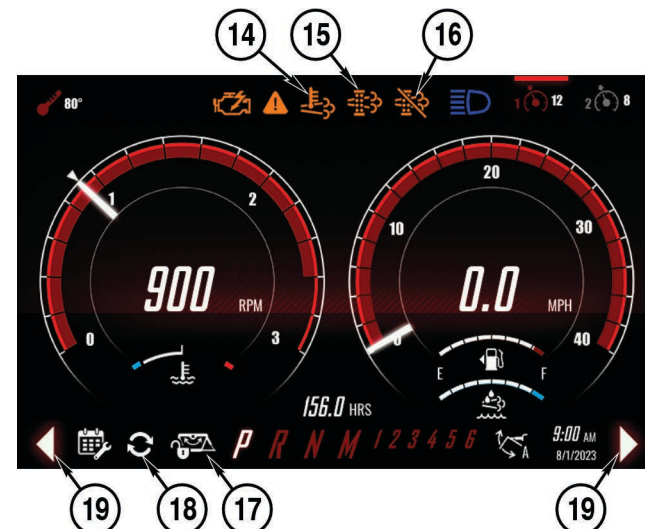 14 15 16
80° 1 12 2 8
1 2 10 20 30
900 RPM 0.0 MPH
0 3 0 40
E F
156.0 HRS
P R N M 1 2 3 4 5 6 A 9:00 AM
8/1/2023
19 18 17 19